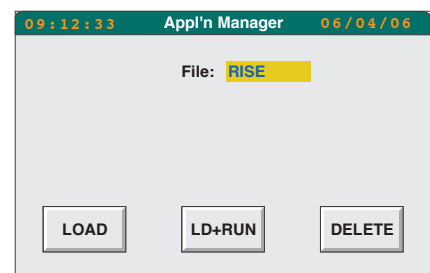 09:12:33 Appl'n Manager 06/04/06
File: RISE
LOAD LD+RUN DELETE